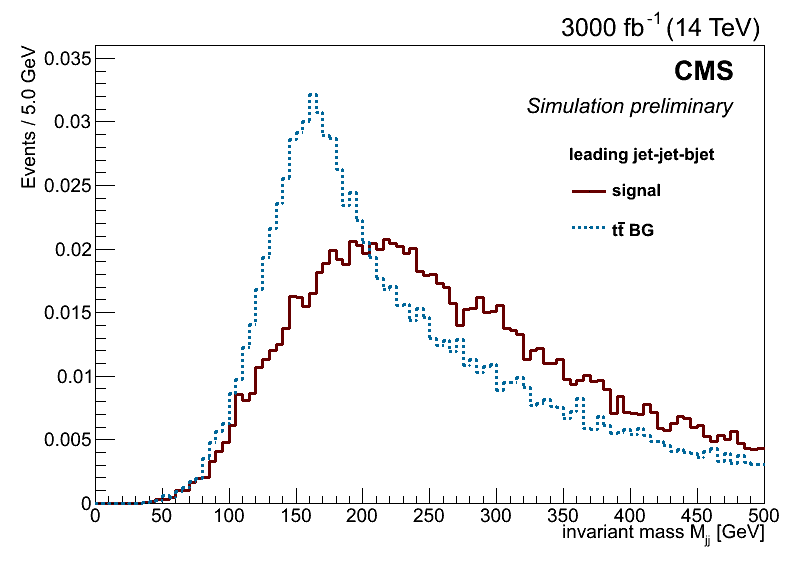 3000 fb-1 (14 TeV)
Events / 5.0 GeV
0.035
0.03
0.025
0.02
0.015
0.01
0.005
0
CMS
Simulation preliminary
leading jet-jet-bjet
signal
tt̄ BG
0 50 100 150 200 250 300 350 400 450 500
invariant mass Mjj [GeV]